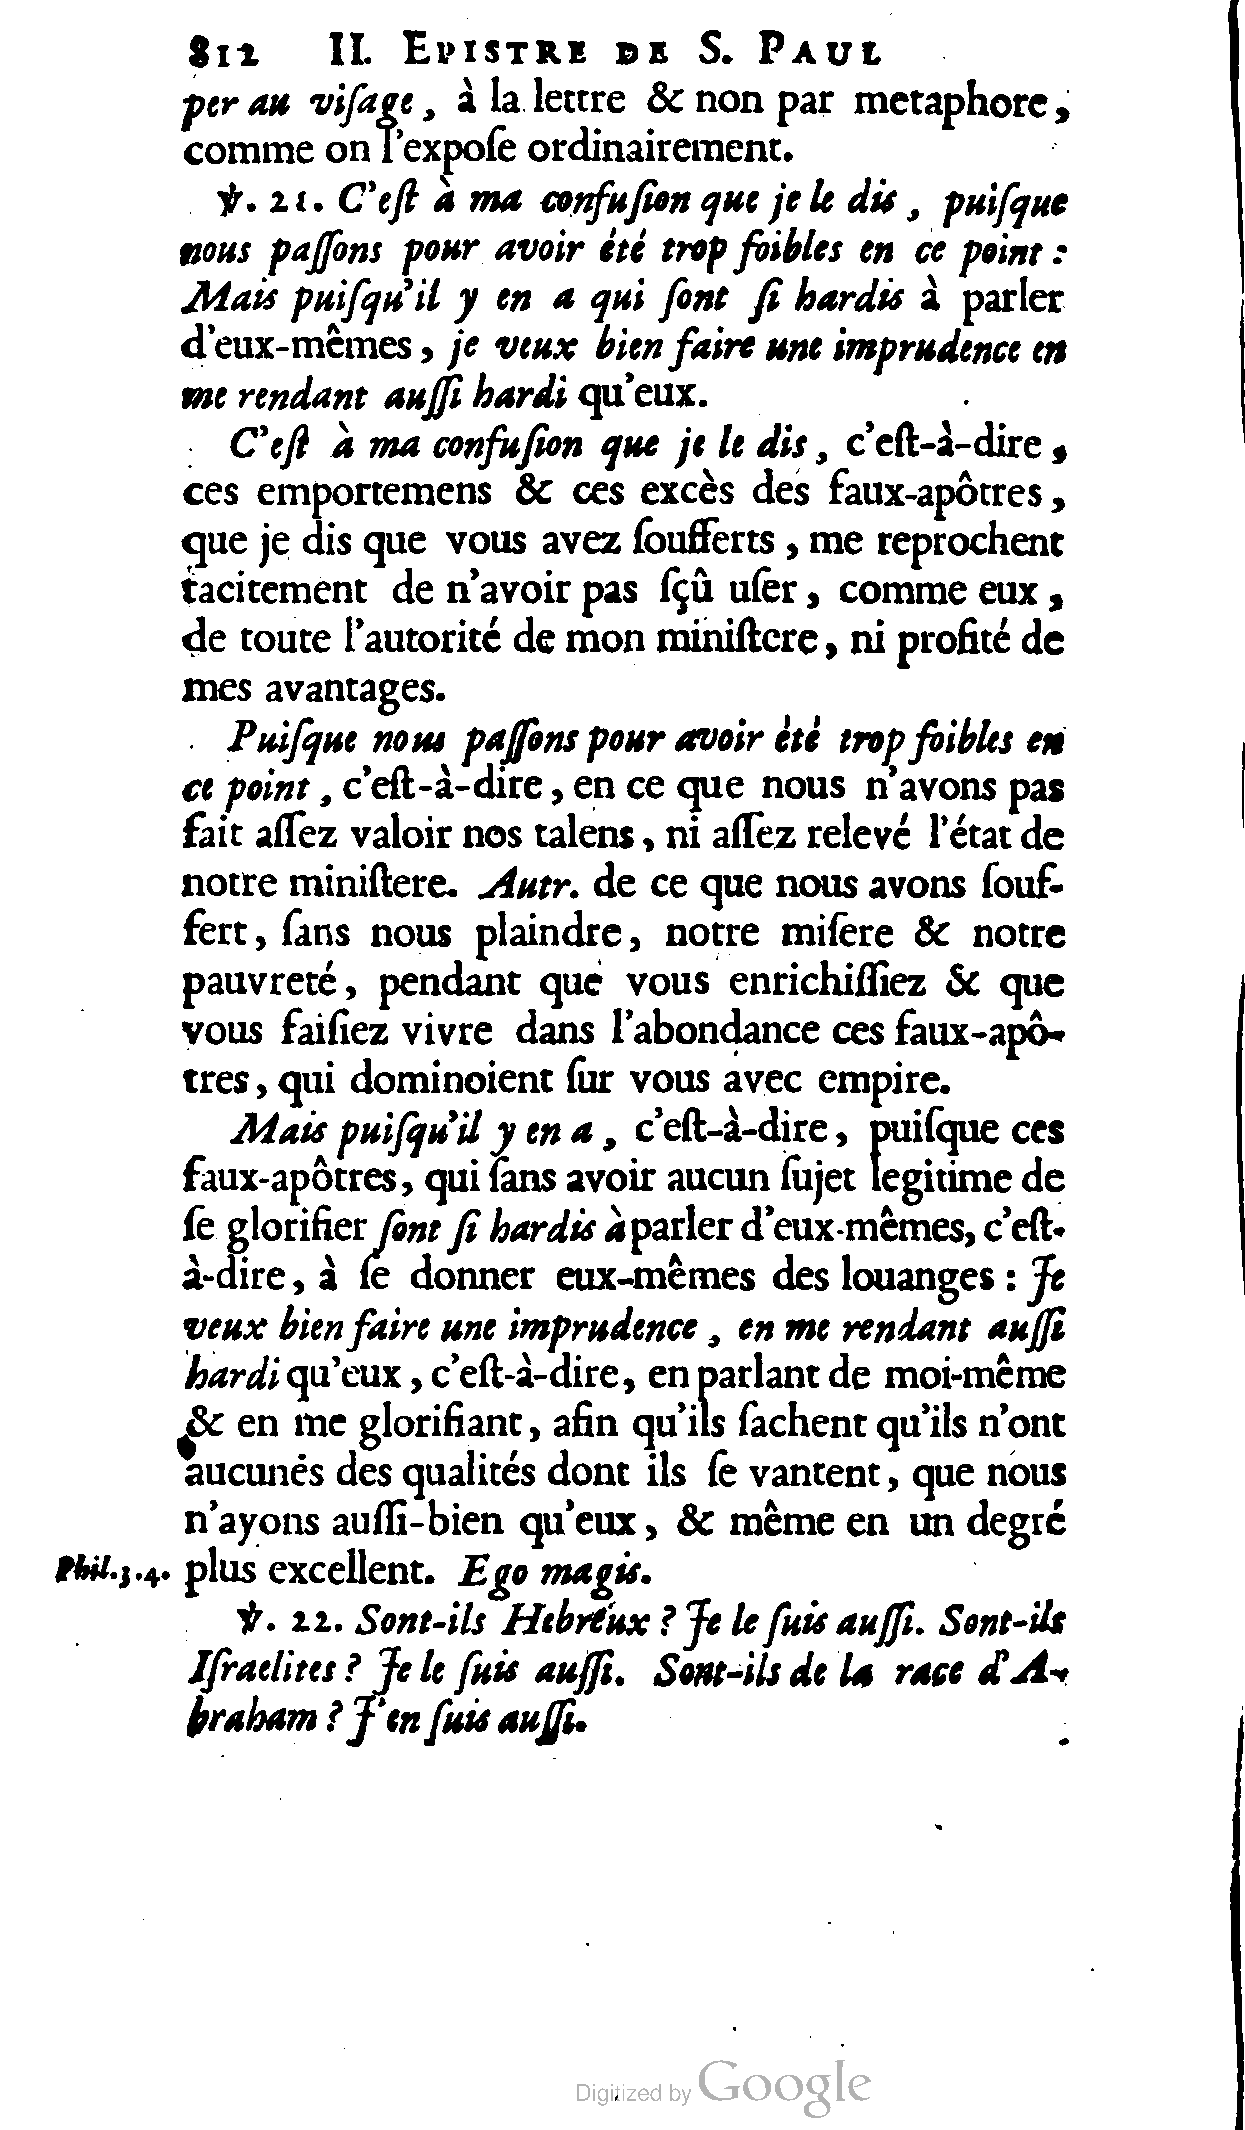 812 II. EPISTRE DE S. PAUL
per au viſage, à la lettre & non par metaphore,
comme on l'expoſe ordinairement.
℣. 21. C'eſt à ma confuſion que je le dis, puiſque
nous paſſons pour avoir été trop foibles en ce point :
Mais puiſqu'il y en a qui ſont ſi hardis à parler
d'eux-mêmes, je veux bien faire une imprudence en
me rendant auſſi hardi qu'eux.
C'eſt à ma confuſion que je le dis, c'eſt-à-dire,
ces emportemens & ces excès des faux-apôtres,
que je dis que vous avez ſoufferts, me reprochent
tacitement de n'avoir pas ſçû uſer, comme eux,
de toute l'autorité de mon miniſtere, ni profité de
mes avantages.
Puiſque nous paſſons pour avoir été trop foibles en
ce point, c'eſt-à-dire, en ce que nous n'avons pas
fait aſſez valoir nos talens, ni aſſez relevé l'état de
notre miniſtere. Autr. de ce que nous avons ſouf-
fert, ſans nous plaindre, notre miſere & notre
pauvreté, pendant que vous enrichiſſiez & que
vous faiſiez vivre dans l'abondance ces faux-apô-
tres, qui dominoient ſur vous avec empire.
Mais puiſqu'il y en a, c'eſt-à-dire, puiſque ces
faux-apôtres, qui ſans avoir aucun ſujet legitime de
ſe glorifier ſont ſi hardis à parler d'eux-mêmes, c'eſt-
à-dire, à ſe donner eux-mêmes des louanges : Je
veux bien faire une imprudence, en me rendant auſſi
hardi qu'eux, c'eſt-à-dire, en parlant de moi-même
& en me glorifiant, afin qu'ils ſachent qu'ils n'ont
aucunes des qualités dont ils ſe vantent, que nous
n'ayons auſſi-bien qu'eux, & même en un degré
Phil. 3. 4. plus excellent. Ego magis.
℣. 22. Sont-ils Hebreux ? Je le ſuis auſſi. Sont-ils
Iſraelites ? Je le ſuis auſſi. Sont-ils de la race d'A-
braham ? J'en ſuis auſſi.
Digitized by Google